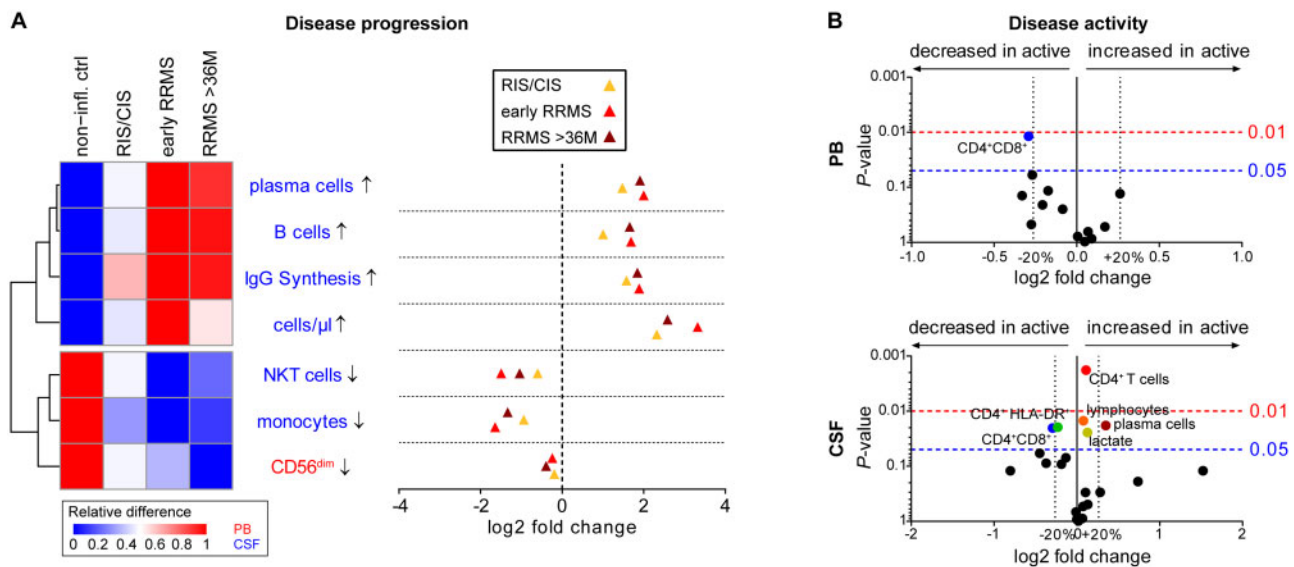 A
Disease progression
non-infl. ctrl
RIS/CIS
early RRMS
RRMS >36M
plasma cells ↑
B cells ↑
IgG Synthesis ↑
cells/µl ↑
NKT cells ↓
monocytes ↓
CD56dim ↓
Relative difference
0 0.2 0.4 0.6 0.8 1
PB
CSF
RIS/CIS
early RRMS
RRMS >36M
-4 -2 0 2 4
log2 fold change
B
Disease activity
decreased in active increased in active
PB
P-value
0.001
0.01
0.1
1
0.01
0.05
CD4+CD8+
-1.0 -0.5 -20% 0.0 +20% 0.5 1.0
log2 fold change
decreased in active increased in active
CSF
P-value
0.001
0.01
0.1
1
CD4+ T cells
0.01
CD4+ HLA-DR+ lymphocytes
plasma cells
CD4+CD8+ lactate
0.05
-2 -1 -20% 0 +20% 1 2
log2 fold change